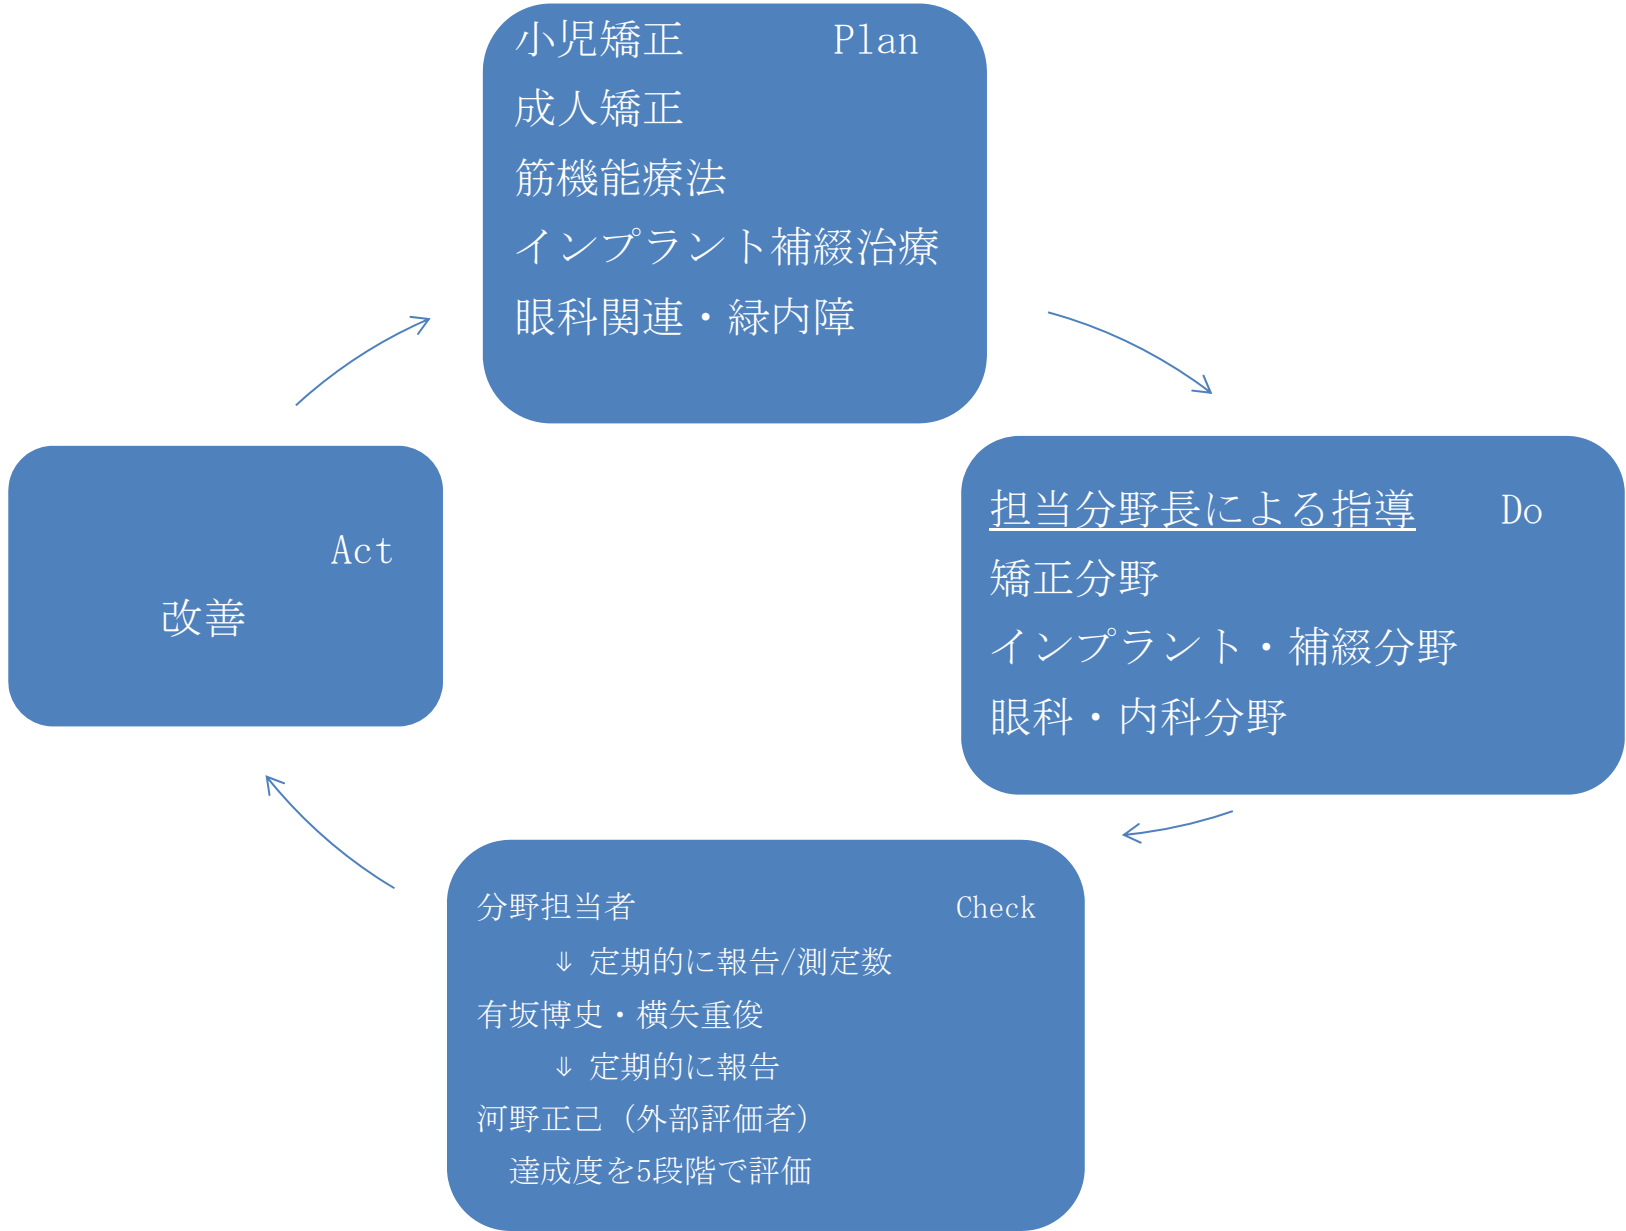 小児矯正 Plan
成人矯正
筋機能療法
インプラント補綴治療
眼科関連・緑内障
担当分野長による指導 Do
矯正分野
インプラント・補綴分野
眼科・内科分野
Act
改善
分野担当者 Check
⇓ 定期的に報告/測定数
有坂博史・横矢重俊
⇓ 定期的に報告
河野正己（外部評価者）
達成度を5段階で評価